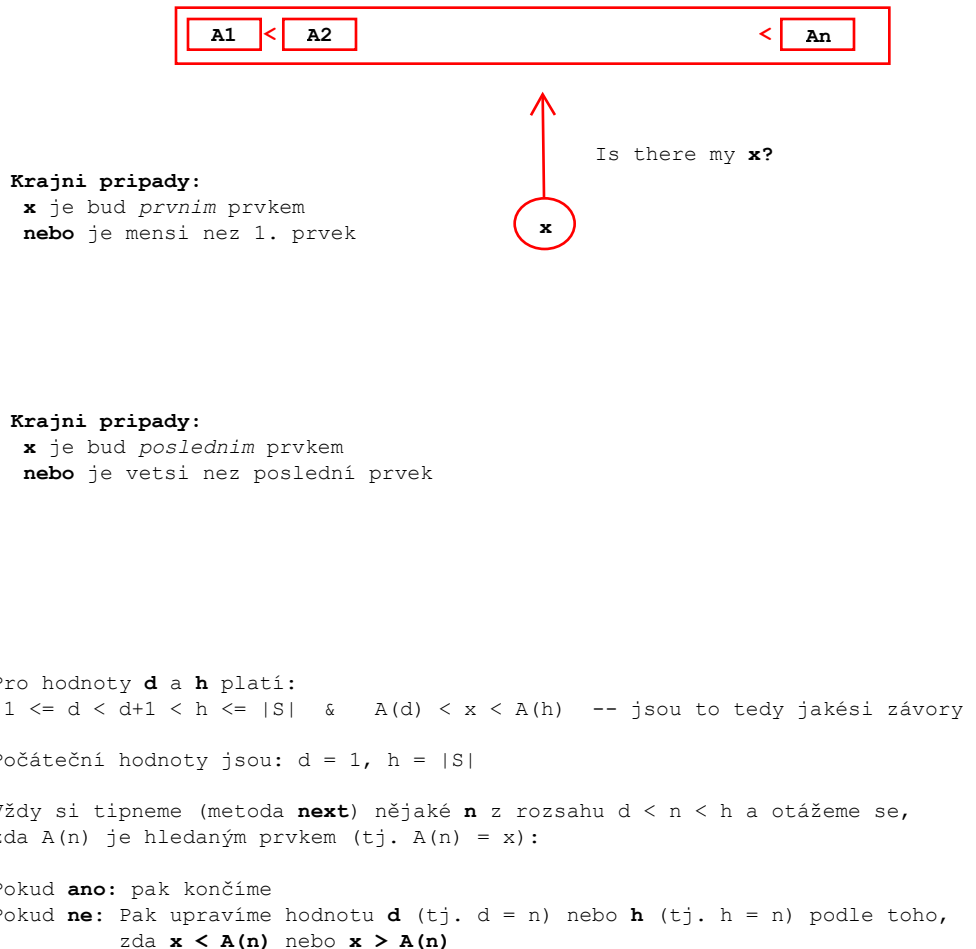 A1 < A2 < An
Is there my x?
Krajni pripady:
x je bud prvnim prvkem
nebo je mensi nez 1. prvek
x
Krajni pripady:
x je bud poslednim prvkem
nebo je vetsi nez poslední prvek
Pro hodnoty d a h platí:
1 <= d < d+1 < h <= |S| & A(d) < x < A(h) -- jsou to tedy jakési závory
Počáteční hodnoty jsou: d = 1, h = |S|
Vždy si tipneme (metoda next) nějaké n z rozsahu d < n < h a otážeme se,
zda A(n) je hledaným prvkem (tj. A(n) = x):
Pokud ano: pak končíme
Pokud ne: Pak upravíme hodnotu d (tj. d = n) nebo h (tj. h = n) podle toho,
zda x < A(n) nebo x > A(n)